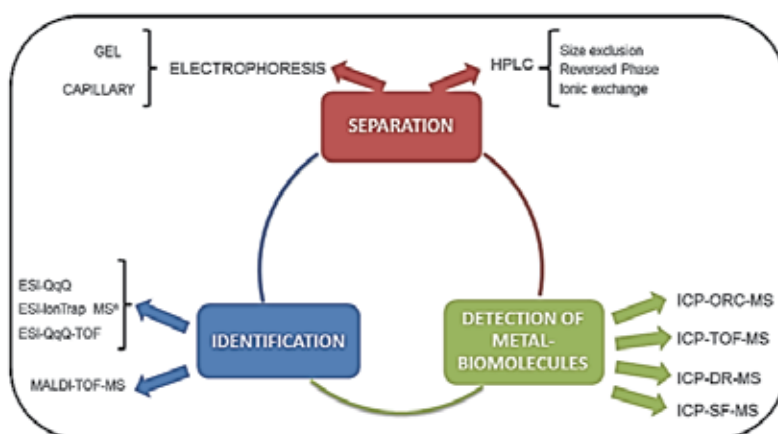 GEL
CAPILLARY
ELECTROPHORESIS
HPLC
Size exclusion
Reversed Phase
Ionic exchange
SEPARATION
ESI-QqQ
ESI-IonTrap MSⁿ
ESI-QqQ-TOF
MALDI-TOF-MS
IDENTIFICATION
DETECTION OF
METAL-
BIOMOLECULES
ICP-ORC-MS
ICP-TOF-MS
ICP-DR-MS
ICP-SF-MS